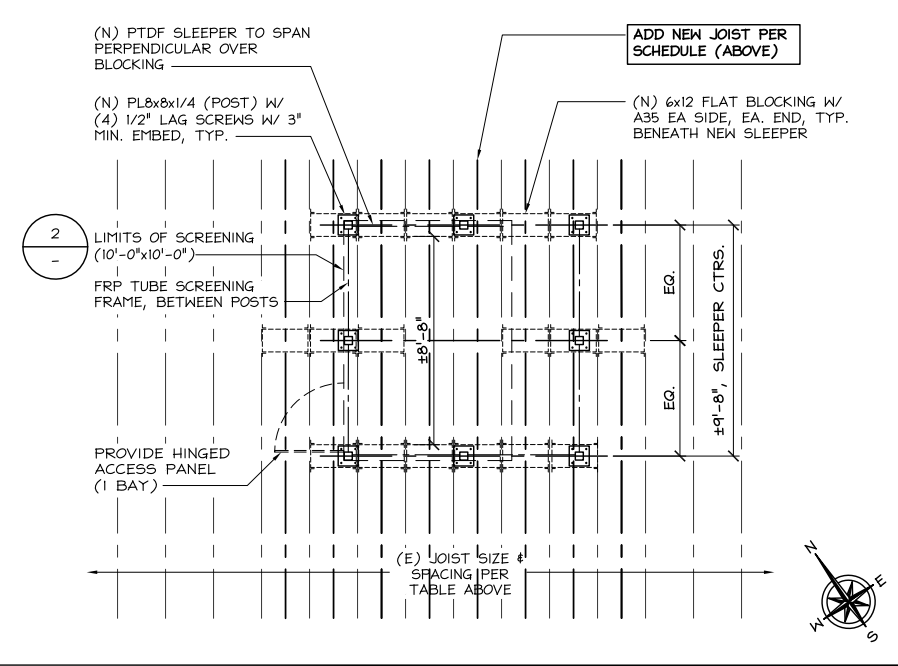 (N) PTDF SLEEPER TO SPAN
PERPENDICULAR OVER
BLOCKING
(N) PL8x8x1/4 (POST) W/
(4) 1/2" LAG SCREWS W/ 3"
MIN. EMBED, TYP.
ADD NEW JOIST PER
SCHEDULE (ABOVE)
(N) 6x12 FLAT BLOCKING W/
A35 EA SIDE, EA. END, TYP.
BENEATH NEW SLEEPER
2
-
LIMITS OF SCREENING
(10'-0"x10'-0")
FRP TUBE SCREENING
FRAME, BETWEEN POSTS
±8'-8"
EQ.
EQ.
±9'-8", SLEEPER CTRS.
PROVIDE HINGED
ACCESS PANEL
(1 BAY)
(E) JOIST SIZE &
SPACING PER
TABLE ABOVE
N
E
W
S